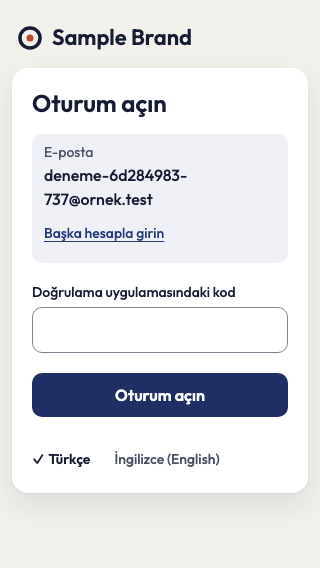 Sample Brand
Oturum açın
E-posta
deneme-6d284983-
737@ornek.test
Başka hesapla girin
Doğrulama uygulamasındaki kod
Oturum açın
Türkçe
İngilizce (English)